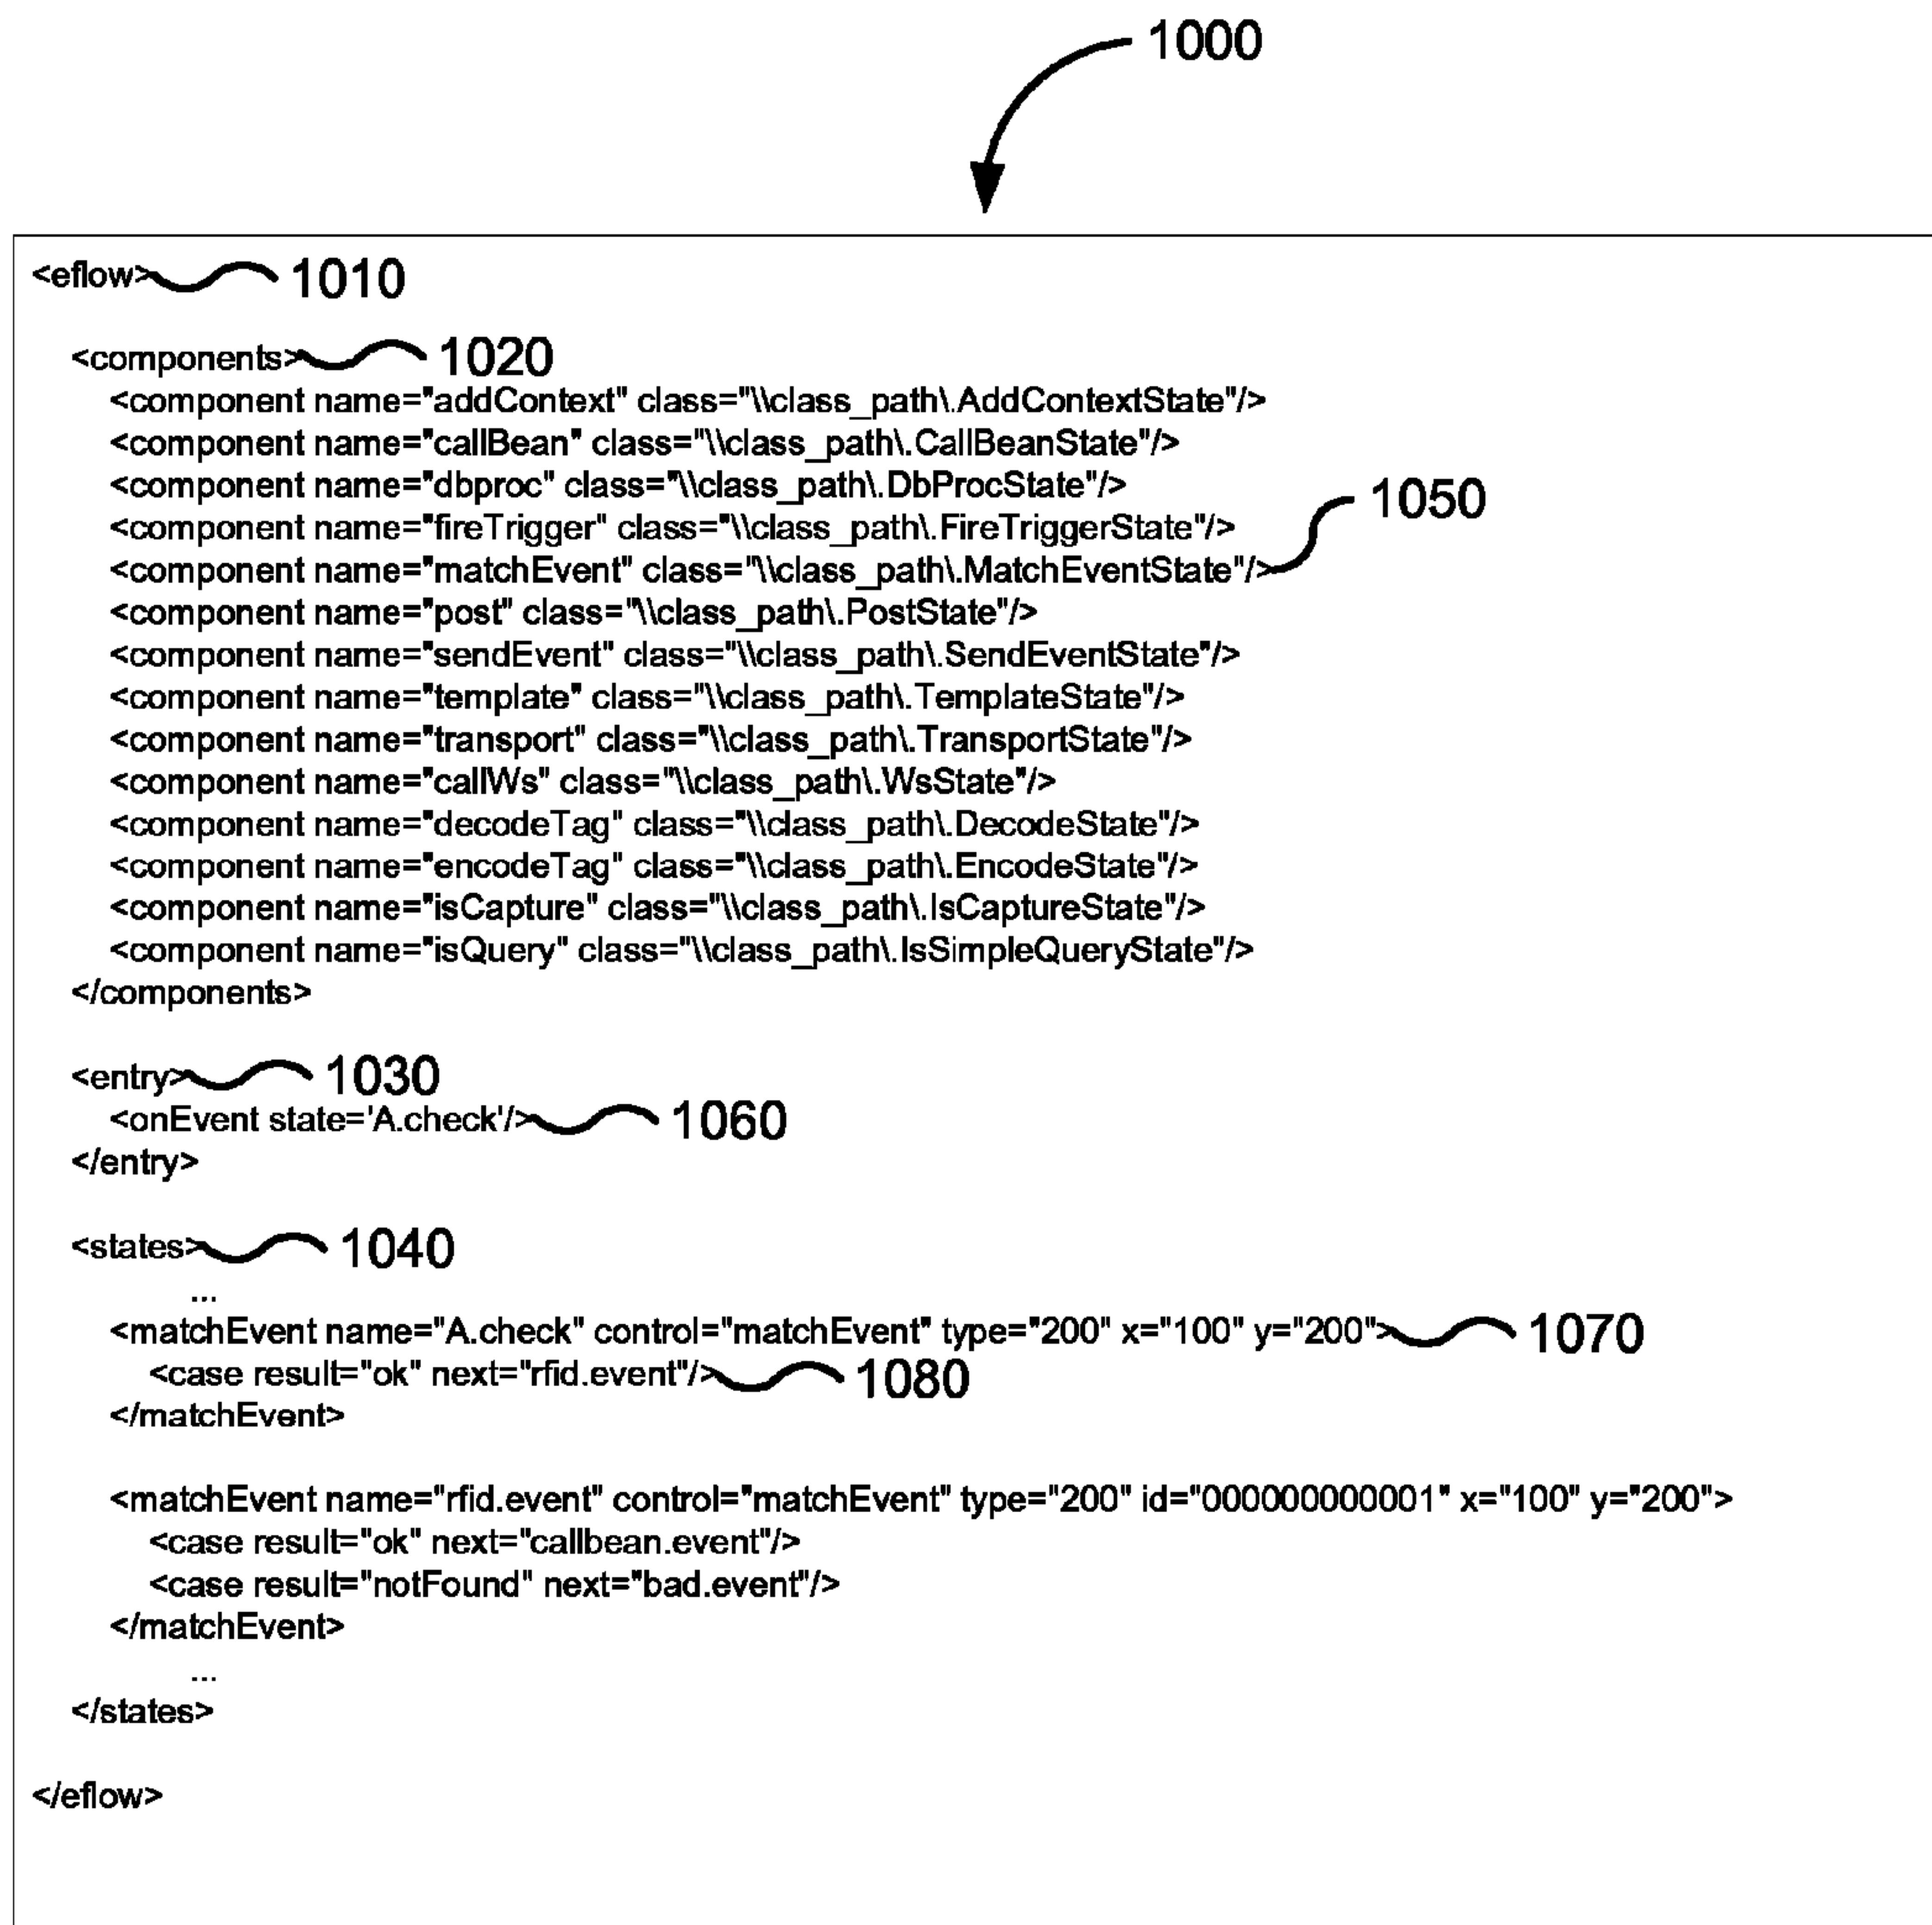 1000
<eflow> 1010
<components> 1020
<component name="addContext" class="\\class_path\.AddContextState"/>
<component name="callBean" class="\\class_path\.CallBeanState"/>
<component name="dbproc" class="\\class_path\.DbProcState"/>
<component name="fireTrigger" class="\\class_path\.FireTriggerState"/>
<component name="matchEvent" class="\\class_path\.MatchEventState"/> 1050
<component name="post" class="\\class_path\.PostState"/>
<component name="sendEvent" class="\\class_path\.SendEventState"/>
<component name="template" class="\\class_path\.TemplateState"/>
<component name="transport" class="\\class_path\.TransportState"/>
<component name="callWs" class="\\class_path\.WsState"/>
<component name="decodeTag" class="\\class_path\.DecodeState"/>
<component name="encodeTag" class="\\class_path\.EncodeState"/>
<component name="isCapture" class="\\class_path\.IsCaptureState"/>
<component name="isQuery" class="\\class_path\.IsSimpleQueryState"/>
</components>
<entry> 1030
<onEvent state='A.check'/> 1060
</entry>
<states> 1040
...
<matchEvent name="A.check" control="matchEvent" type="200" x="100" y="200"> 1070
<case result="ok" next="rfid.event"/> 1080
</matchEvent>
<matchEvent name="rfid.event" control="matchEvent" type="200" id="000000000001" x="100" y="200">
<case result="ok" next="callbean.event"/>
<case result="notFound" next="bad.event"/>
</matchEvent>
...
</states>
</eflow>